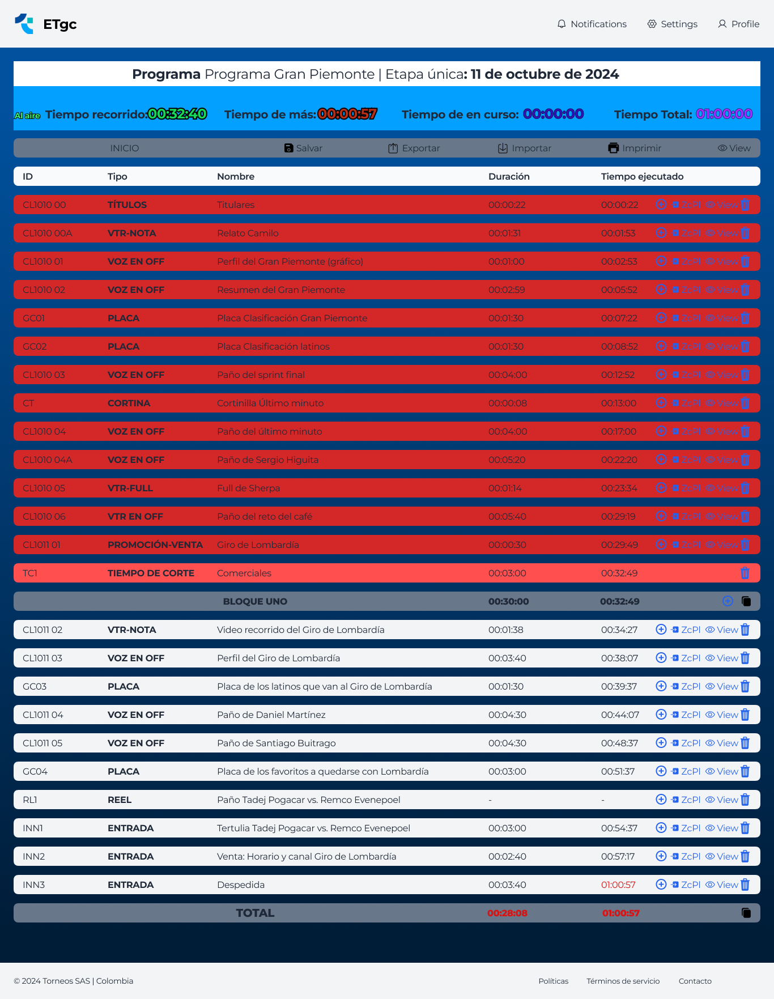 ETgc
Notifications Settings Profile
Programa Programa Gran Piemonte | Etapa única: 11 de octubre de 2024
Al aire Tiempo recorrido: 00:32:40 Tiempo de más: 00:00:57 Tiempo de en curso: 00:00:00 Tiempo Total: 01:00:00
INICIO Salvar Exportar Importar Imprimir View
ID Tipo Nombre Duración Tiempo ejecutado
CL1010 00 TÍTULOS Titulares 00:00:22 00:00:22 ZcPl View
CL1010 00A VTR-NOTA Relato Camilo 00:01:31 00:01:53 ZcPl View
CL1010 01 VOZ EN OFF Perfil del Gran Piemonte (gráfico) 00:01:00 00:02:53 ZcPl View
CL1010 02 VOZ EN OFF Resumen del Gran Piemonte 00:02:59 00:05:52 ZcPl View
GC01 PLACA Placa Clasificación Gran Piemonte 00:01:30 00:07:22 ZcPl View
GC02 PLACA Placa Clasificación latinos 00:01:30 00:08:52 ZcPl View
CL1010 03 VOZ EN OFF Paño del sprint final 00:04:00 00:12:52 ZcPl View
CT CORTINA Cortinilla Último minuto 00:00:08 00:13:00 ZcPl View
CL1010 04 VOZ EN OFF Paño del último minuto 00:04:00 00:17:00 ZcPl View
CL1010 04A VOZ EN OFF Paño de Sergio Higuita 00:05:20 00:22:20 ZcPl View
CL1010 05 VTR-FULL Full de Sherpa 00:01:14 00:23:34 ZcPl View
CL1010 06 VTR EN OFF Paño del reto del café 00:05:40 00:29:19 ZcPl View
CL1011 01 PROMOCIÓN-VENTA Giro de Lombardía 00:00:30 00:29:49 ZcPl View
TC1 TIEMPO DE CORTE Comerciales 00:03:00 00:32:49
BLOQUE UNO 00:30:00 00:32:49
CL1011 02 VTR-NOTA Video recorrido del Giro de Lombardía 00:01:38 00:34:27 ZcPl View
CL1011 03 VOZ EN OFF Perfil del Giro de Lombardía 00:03:40 00:38:07 ZcPl View
GC03 PLACA Placa de los latinos que van al Giro de Lombardía 00:01:30 00:39:37 ZcPl View
CL1011 04 VOZ EN OFF Paño de Daniel Martínez 00:04:30 00:44:07 ZcPl View
CL1011 05 VOZ EN OFF Paño de Santiago Buitrago 00:04:30 00:48:37 ZcPl View
GC04 PLACA Placa de los favoritos a quedarse con Lombardía 00:03:00 00:51:37 ZcPl View
RL1 REEL Paño Tadej Pogacar vs. Remco Evenepoel - - ZcPl View
INN1 ENTRADA Tertulia Tadej Pogacar vs. Remco Evenepoel 00:03:00 00:54:37 ZcPl View
INN2 ENTRADA Venta: Horario y canal Giro de Lombardía 00:02:40 00:57:17 ZcPl View
INN3 ENTRADA Despedida 00:03:40 01:00:57 ZcPl View
TOTAL 00:28:08 01:00:57
© 2024 Torneos SAS | Colombia Políticas Términos de servicio Contacto